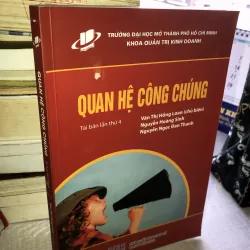 TRƯỜNG ĐẠI HỌC MỞ THÀNH PHỐ HỒ CHÍ MINH
KHOA QUẢN TRỊ KINH DOANH
QUAN HỆ CÔNG CHÚNG
Tái bản lần thứ 4
Văn Thị Hồng Loan (chủ biên)
Nguyễn Hoàng Sinh
Nguyễn Ngọc Đan Thanh
QUAN HỆ CÔNG CHÚNG